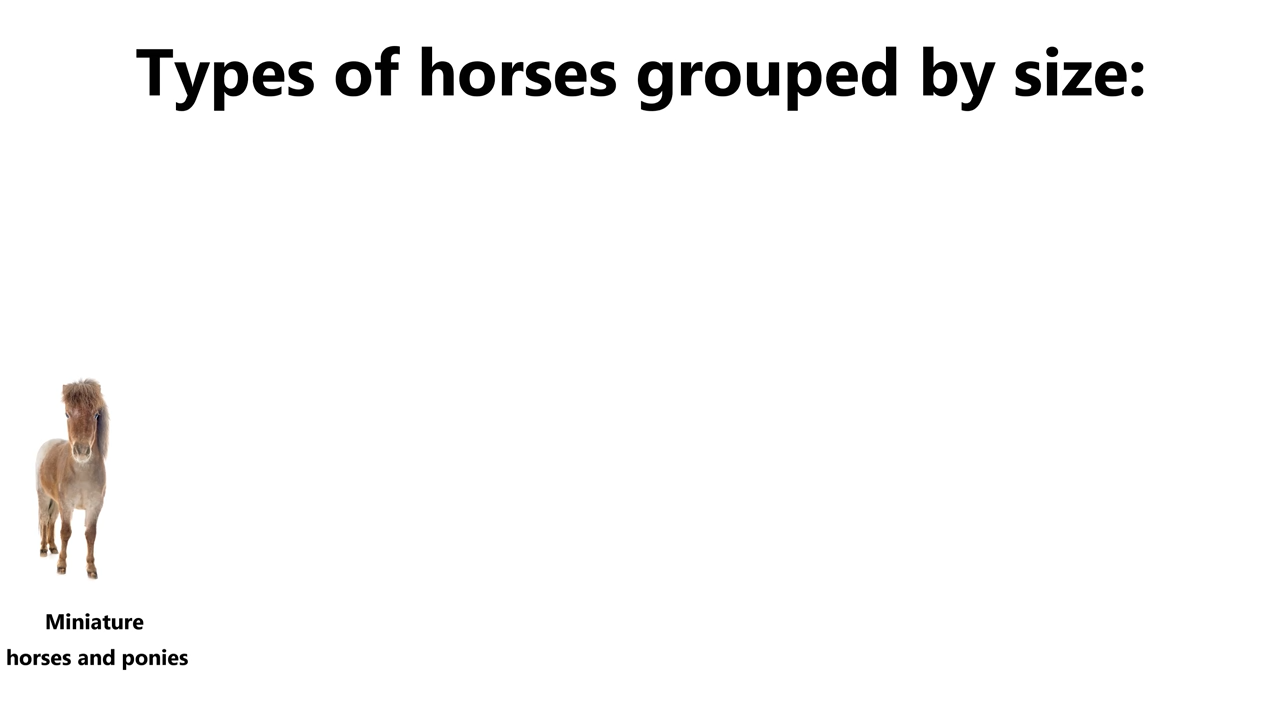 Types of horses grouped by size:
Miniature
horses and ponies